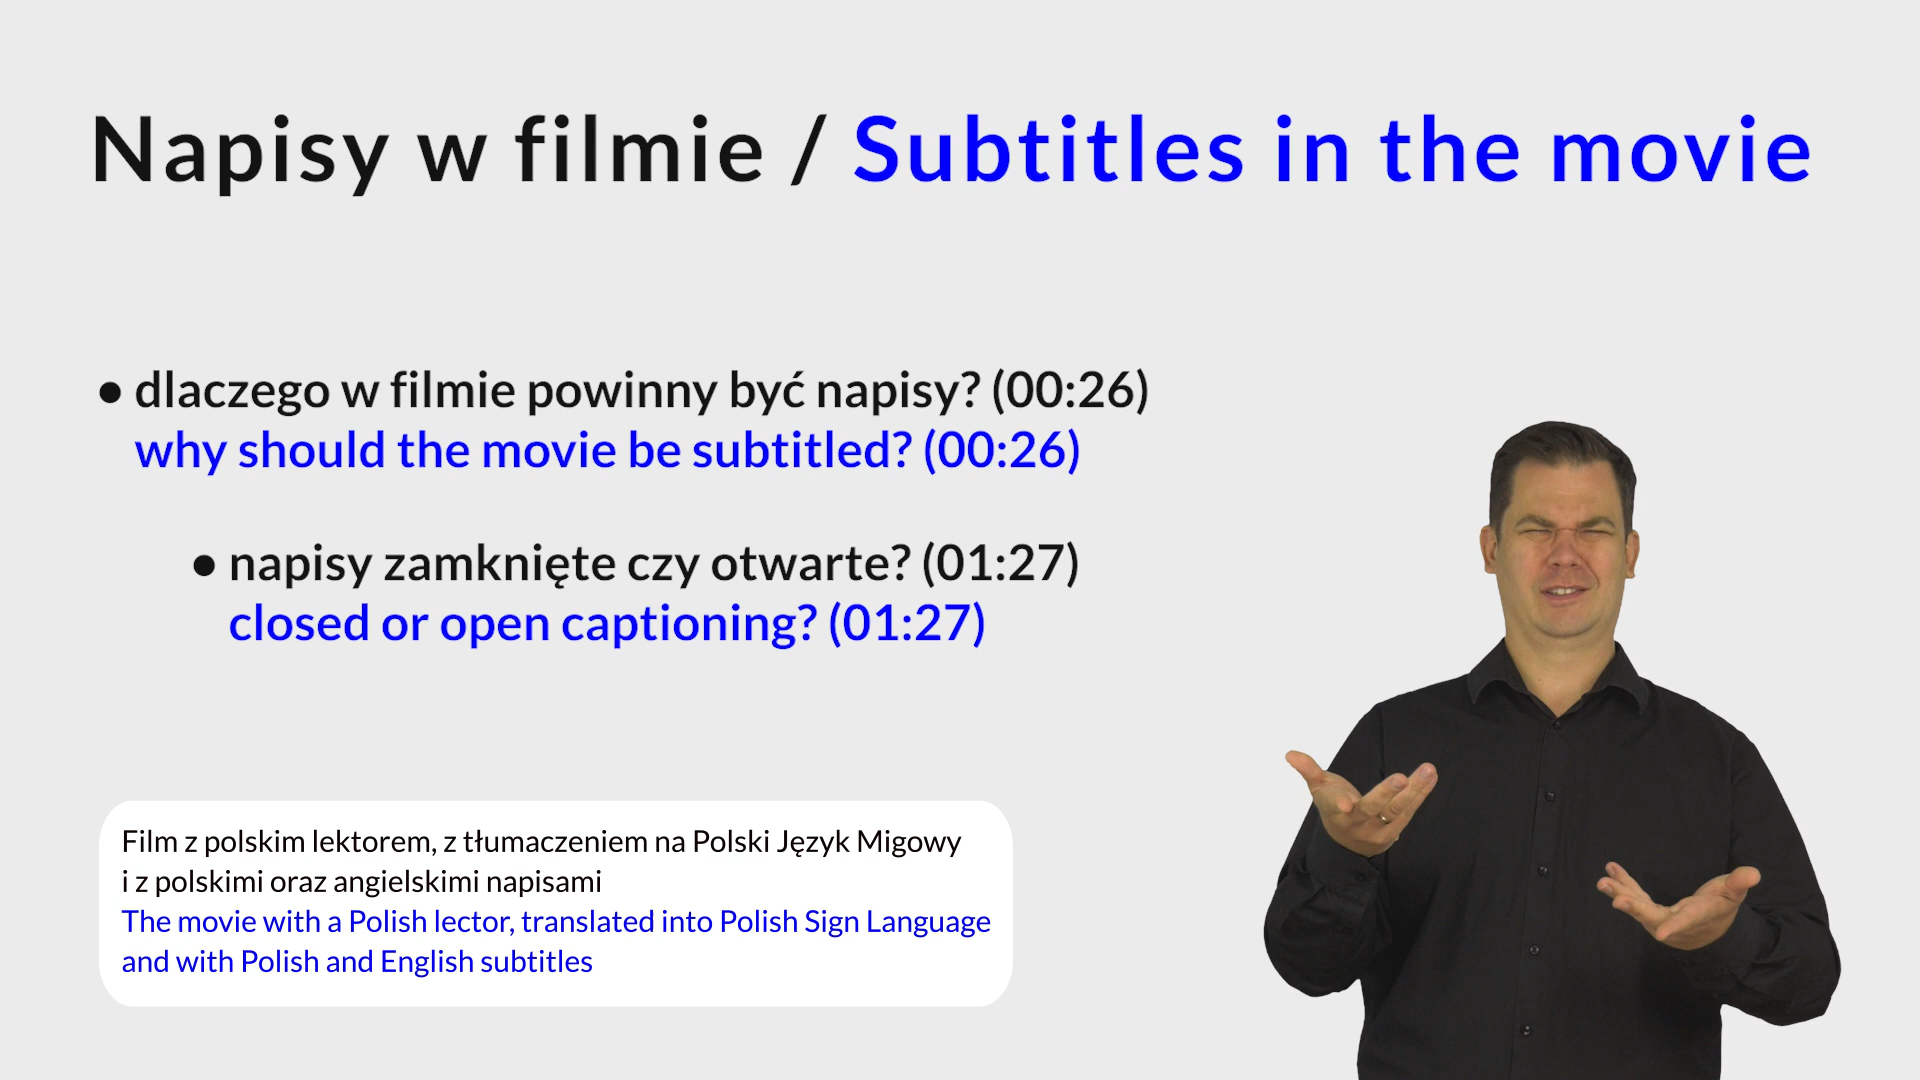 Napisy w filmie / Subtitles in the movie
• dlaczego w filmie powinny być napisy? (00:26)
why should the movie be subtitled? (00:26)
• napisy zamknięte czy otwarte? (01:27)
closed or open captioning? (01:27)
Film z polskim lektorem, z tłumaczeniem na Polski Język Migowy
i z polskimi oraz angielskimi napisami
The movie with a Polish lector, translated into Polish Sign Language
and with Polish and English subtitles